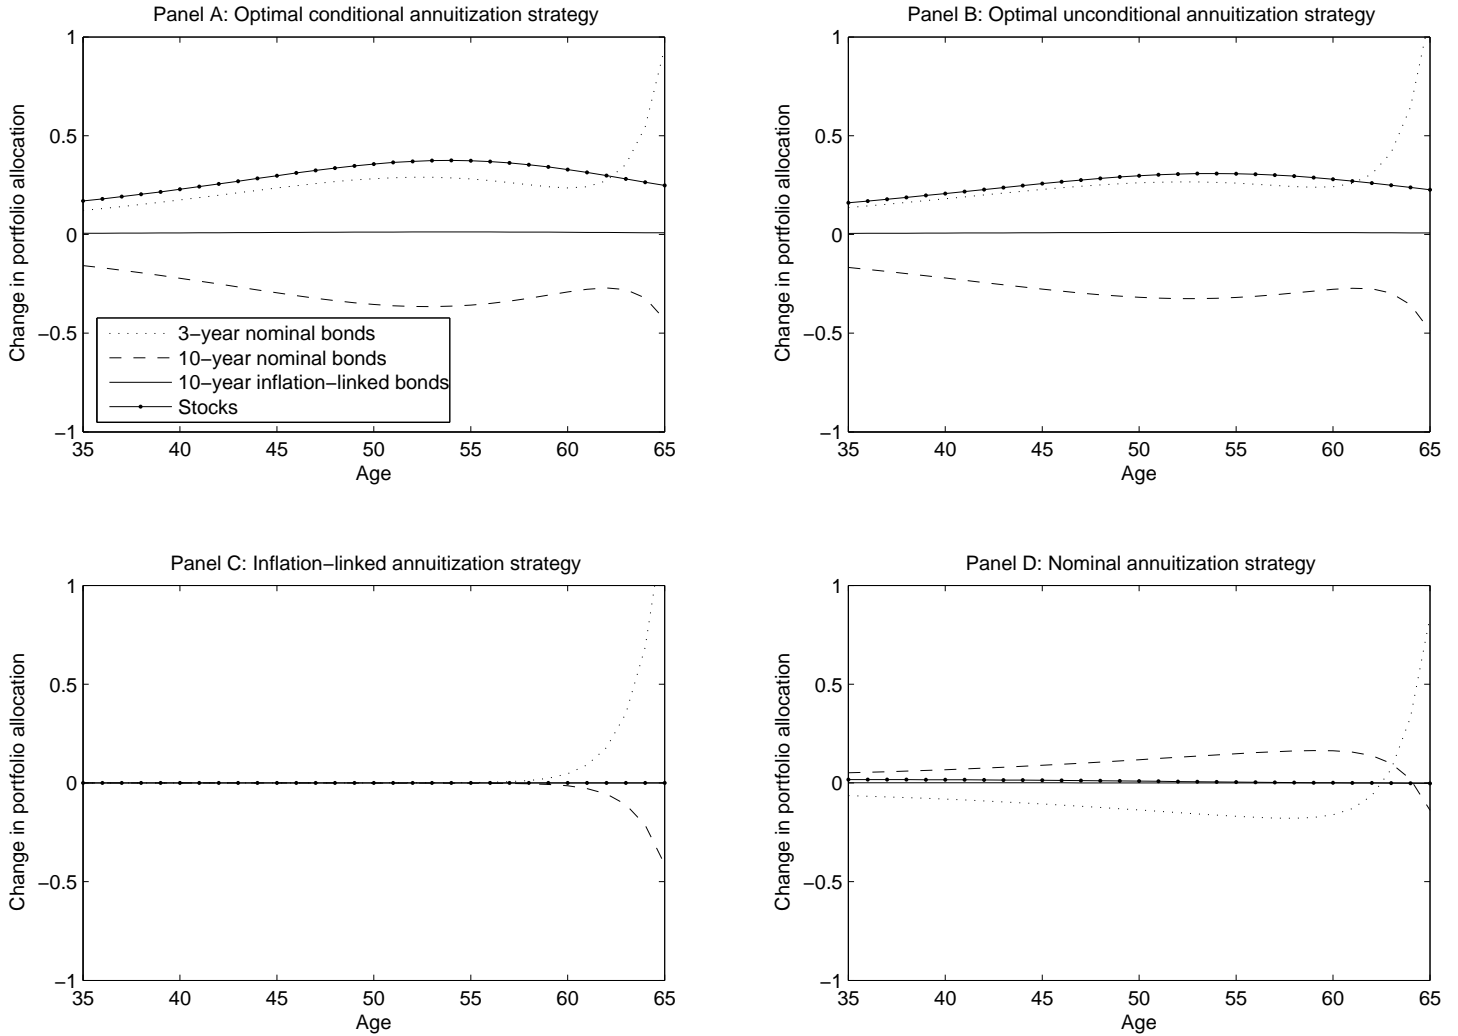 Panel A: Optimal conditional annuitization strategy
1
0.5
0
−0.5
−1
Change in portfolio allocation
3−year nominal bonds
10−year nominal bonds
10−year inflation−linked bonds
Stocks
35 40 45 50 55 60 65
Age
Panel B: Optimal unconditional annuitization strategy
1
0.5
0
−0.5
−1
Change in portfolio allocation
35 40 45 50 55 60 65
Age
Panel C: Inflation−linked annuitization strategy
1
0.5
0
−0.5
−1
Change in portfolio allocation
35 40 45 50 55 60 65
Age
Panel D: Nominal annuitization strategy
1
0.5
0
−0.5
−1
Change in portfolio allocation
35 40 45 50 55 60 65
Age